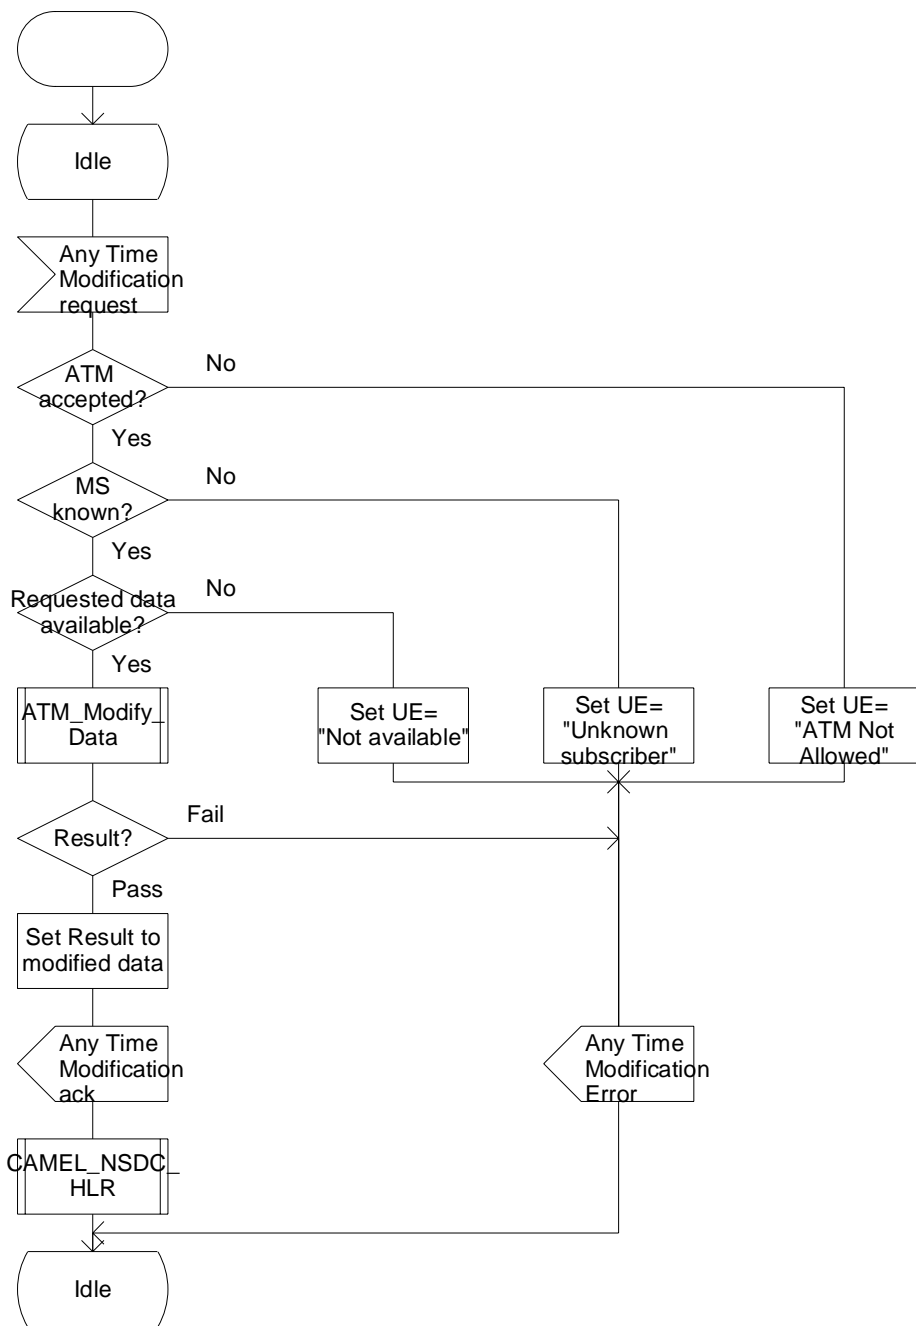 Idle
Any Time
Modification
request
ATM
accepted?
No
Yes
MS
known?
No
Yes
Requested data
available?
No
Yes
ATM_Modify_
Data
Set UE=
"Not available"
Set UE=
"Unknown
subscriber"
Set UE=
"ATM Not
Allowed"
Result?
Fail
Pass
Set Result to
modified data
Any Time
Modification
ack
Any Time
Modification
Error
CAMEL_NSDC_
HLR
Idle